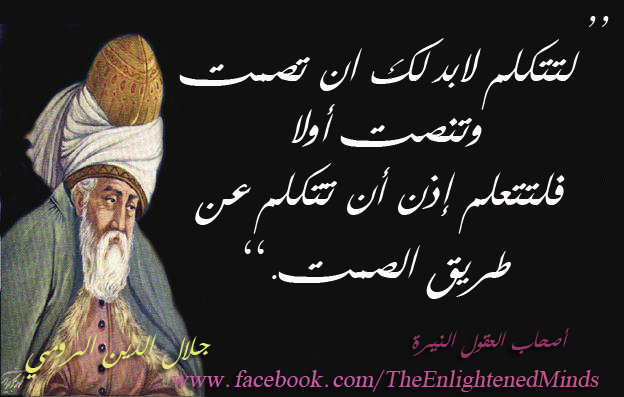 ,,
لتتكلم لابد لك ان تصمت
وتنصت أولا
فلتتعلم إذن أن تتكلم عن
طريق الصمت.“
أصحاب العقول النيرة
جلال الدين الرومي
www.facebook.com/TheEnlightenedMinds